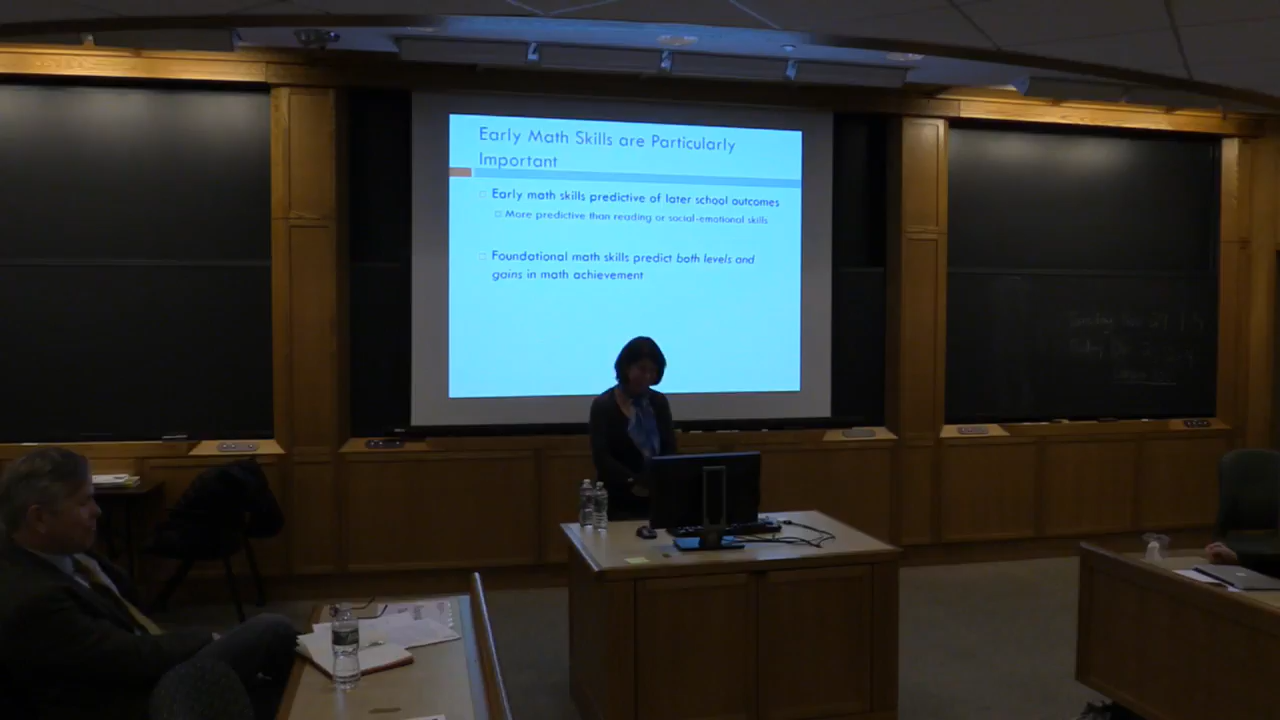 Early Math Skills are Particularly
Important
Early math skills predictive of later school outcomes
More predictive than reading or social-emotional skills
Foundational math skills predict both levels and
gains in math achievement